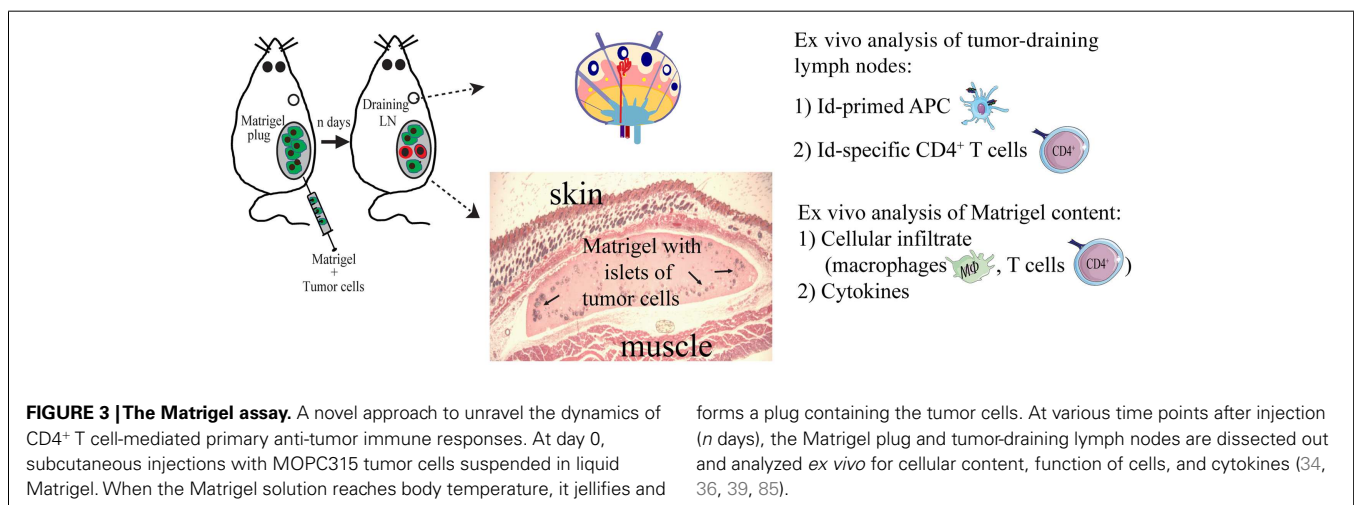 Matrigel
plug
n days
Draining
LN
Matrigel
+
Tumor cells
skin
Matrigel with
islets of
tumor cells
muscle
Ex vivo analysis of tumor-draining
lymph nodes:
1) Id-primed APC
2) Id-specific CD4⁺ T cells CD4⁺
Ex vivo analysis of Matrigel content:
1) Cellular infiltrate
(macrophages MΦ, T cells CD4⁺)
2) Cytokines
FIGURE 3 | The Matrigel assay. A novel approach to unravel the dynamics of
CD4⁺ T cell-mediated primary anti-tumor immune responses. At day 0,
subcutaneous injections with MOPC315 tumor cells suspended in liquid
Matrigel. When the Matrigel solution reaches body temperature, it jellifies and
forms a plug containing the tumor cells. At various time points after injection
(n days), the Matrigel plug and tumor-draining lymph nodes are dissected out
and analyzed ex vivo for cellular content, function of cells, and cytokines (34,
36, 39, 85).